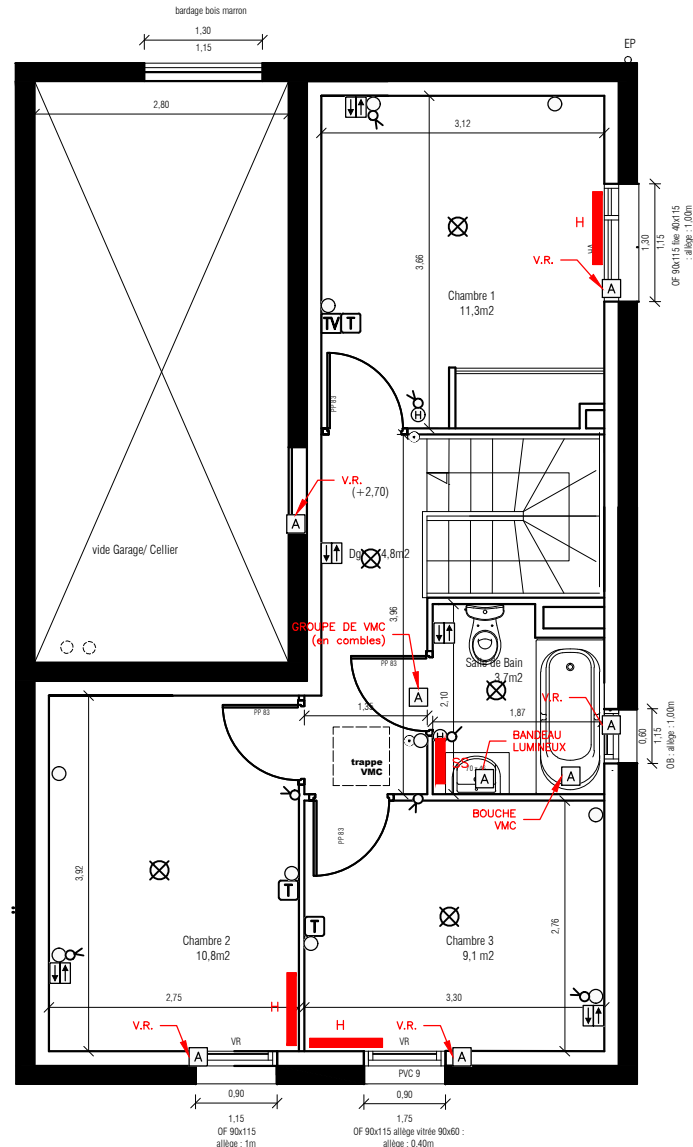 bardage bois marron
1,30
1,15
EP
2,80
3,12
H
3,66
V.R.
A
1,30
1,15
OF 90x115 fixe 40x115
: allège : 1,00m
Chambre 1
11,3m2
TV
T
PP 83
H
V.R.
(+2,70)
A
vide Garage/ Cellier
4,8m2
3,96
GROUPE DE VMC
(en combles)
PP 83
A
Salle de Bain
3,7m2
2,10
1,87
V.R.
A
0,60
1,15
OB : allège : 1,00m
PP 83
1,35
H
BANDEAU
LUMINEUX
SS
A
A
trappe
VMC
BOUCHE
VMC
PP 83
3,92
T
T
2,76
Chambre 2
10,8m2
Chambre 3
9,1 m2
2,75
3,30
H
H
V.R.
VR
A
V.R.
VR
A
PVC 9
0,90
1,15
OF 90x115
allège : 1m
0,90
1,75
OF 90x115 allège vitrée 90x60 :
allège : 0,40m